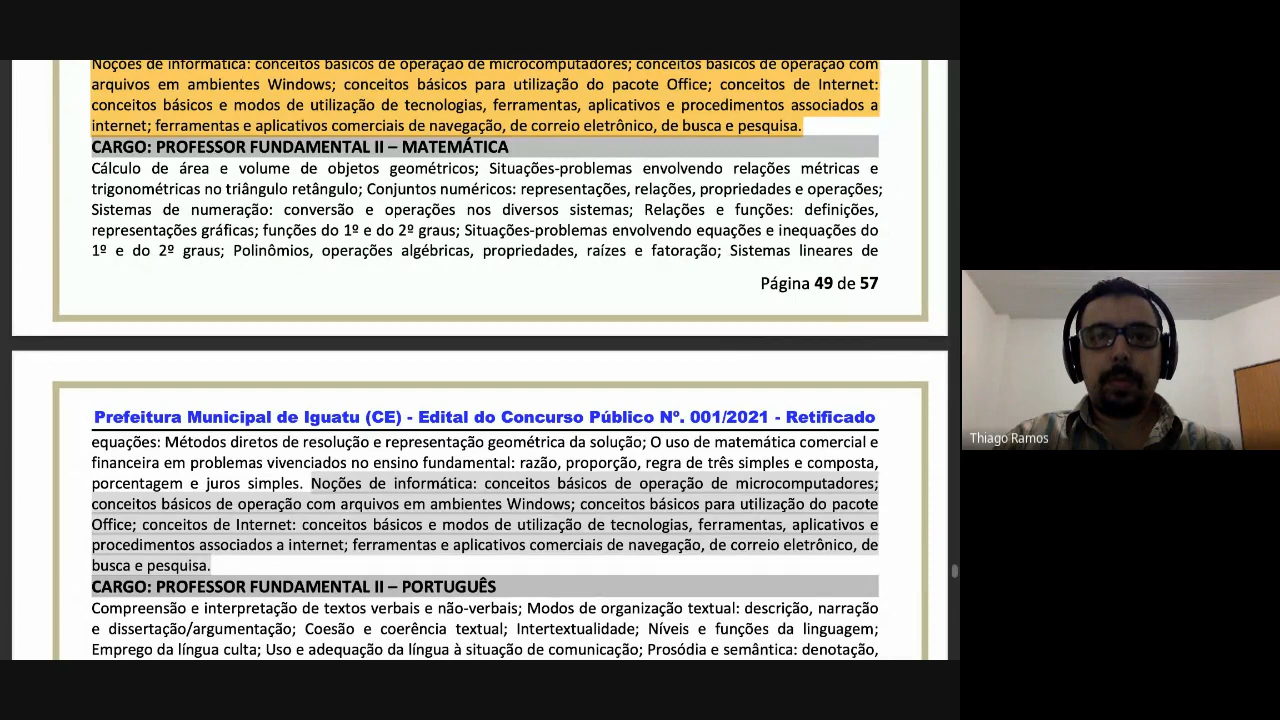 Noções de informática: conceitos básicos de operação de microcomputadores; conceitos básicos de operação com
arquivos em ambientes Windows; conceitos básicos para utilização do pacote Office; conceitos de Internet:
conceitos básicos e modos de utilização de tecnologias, ferramentas, aplicativos e procedimentos associados a
internet; ferramentas e aplicativos comerciais de navegação, de correio eletrônico, de busca e pesquisa.
CARGO: PROFESSOR FUNDAMENTAL II – MATEMÁTICA
Cálculo de área e volume de objetos geométricos; Situações-problemas envolvendo relações métricas e
trigonométricas no triângulo retângulo; Conjuntos numéricos: representações, relações, propriedades e operações;
Sistemas de numeração: conversão e operações nos diversos sistemas; Relações e funções: definições,
representações gráficas; funções do 1º e do 2º graus; Situações-problemas envolvendo equações e inequações do
1º e do 2º graus; Polinômios, operações algébricas, propriedades, raízes e fatoração; Sistemas lineares de
Página 49 de 57
Prefeitura Municipal de Iguatu (CE) - Edital do Concurso Público Nº. 001/2021 - Retificado
equações: Métodos diretos de resolução e representação geométrica da solução; O uso de matemática comercial e
financeira em problemas vivenciados no ensino fundamental: razão, proporção, regra de três simples e composta,
porcentagem e juros simples. Noções de informática: conceitos básicos de operação de microcomputadores;
conceitos básicos de operação com arquivos em ambientes Windows; conceitos básicos para utilização do pacote
Office; conceitos de Internet: conceitos básicos e modos de utilização de tecnologias, ferramentas, aplicativos e
procedimentos associados a internet; ferramentas e aplicativos comerciais de navegação, de correio eletrônico, de
busca e pesquisa.
CARGO: PROFESSOR FUNDAMENTAL II – PORTUGUÊS
Compreensão e interpretação de textos verbais e não-verbais; Modos de organização textual: descrição, narração
e dissertação/argumentação; Coesão e coerência textual; Intertextualidade; Níveis e funções da linguagem;
Emprego da língua culta; Uso e adequação da língua à situação de comunicação; Prosódia e semântica: denotação,
Thiago Ramos